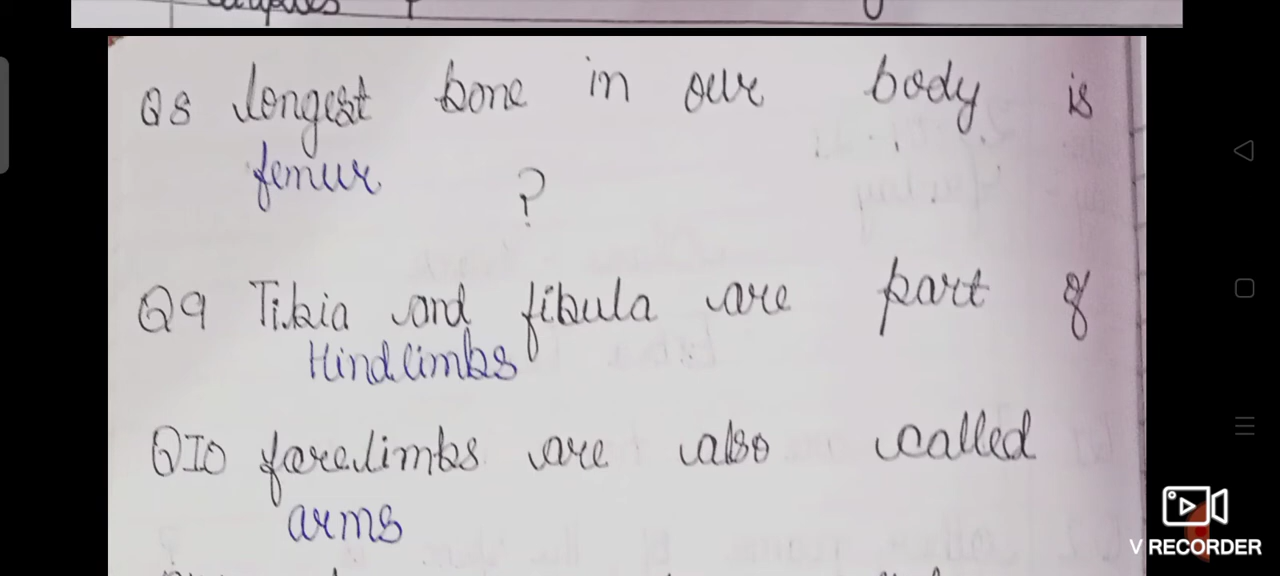 Q8 longest bone in our body is
femur
?
Q9 Tibia and fibula are part of
Hindlimbs
Q10 forelimbs are also called
arms
V RECORDER